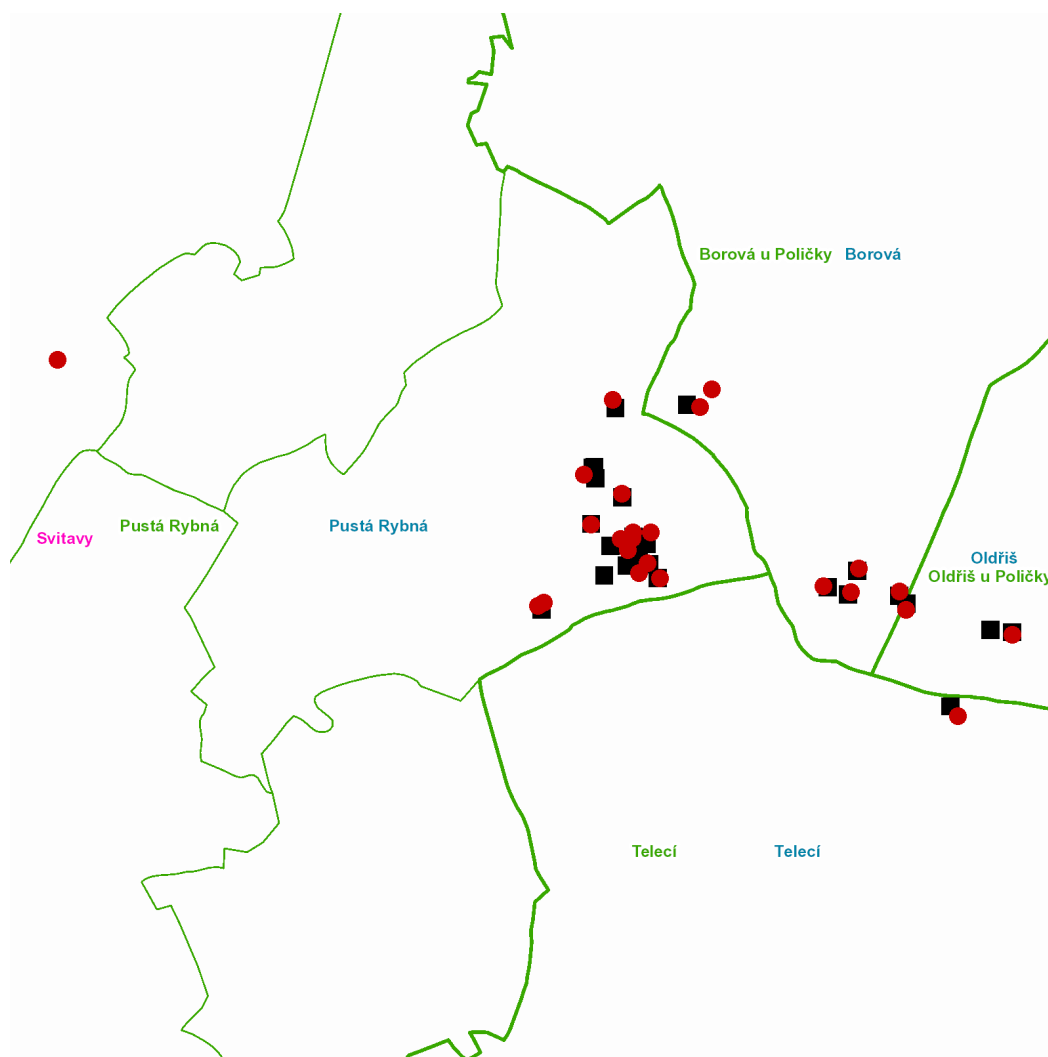 Borová u Poličky Borová
Svitavy
Pustá Rybná
Pustá Rybná
Oldřiš
Oldřiš u Poličky
Telecí
Telecí